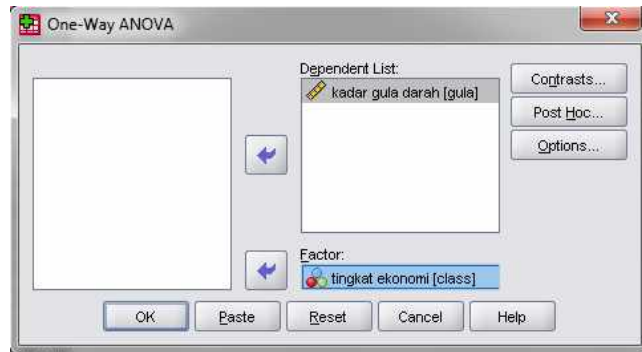 One-Way ANOVA
Dependent List:
kadar gula darah [gula]
Contrasts...
Post Hoc...
Options...
Factor:
tingkat ekonomi [class]
OK
Paste
Reset
Cancel
Help